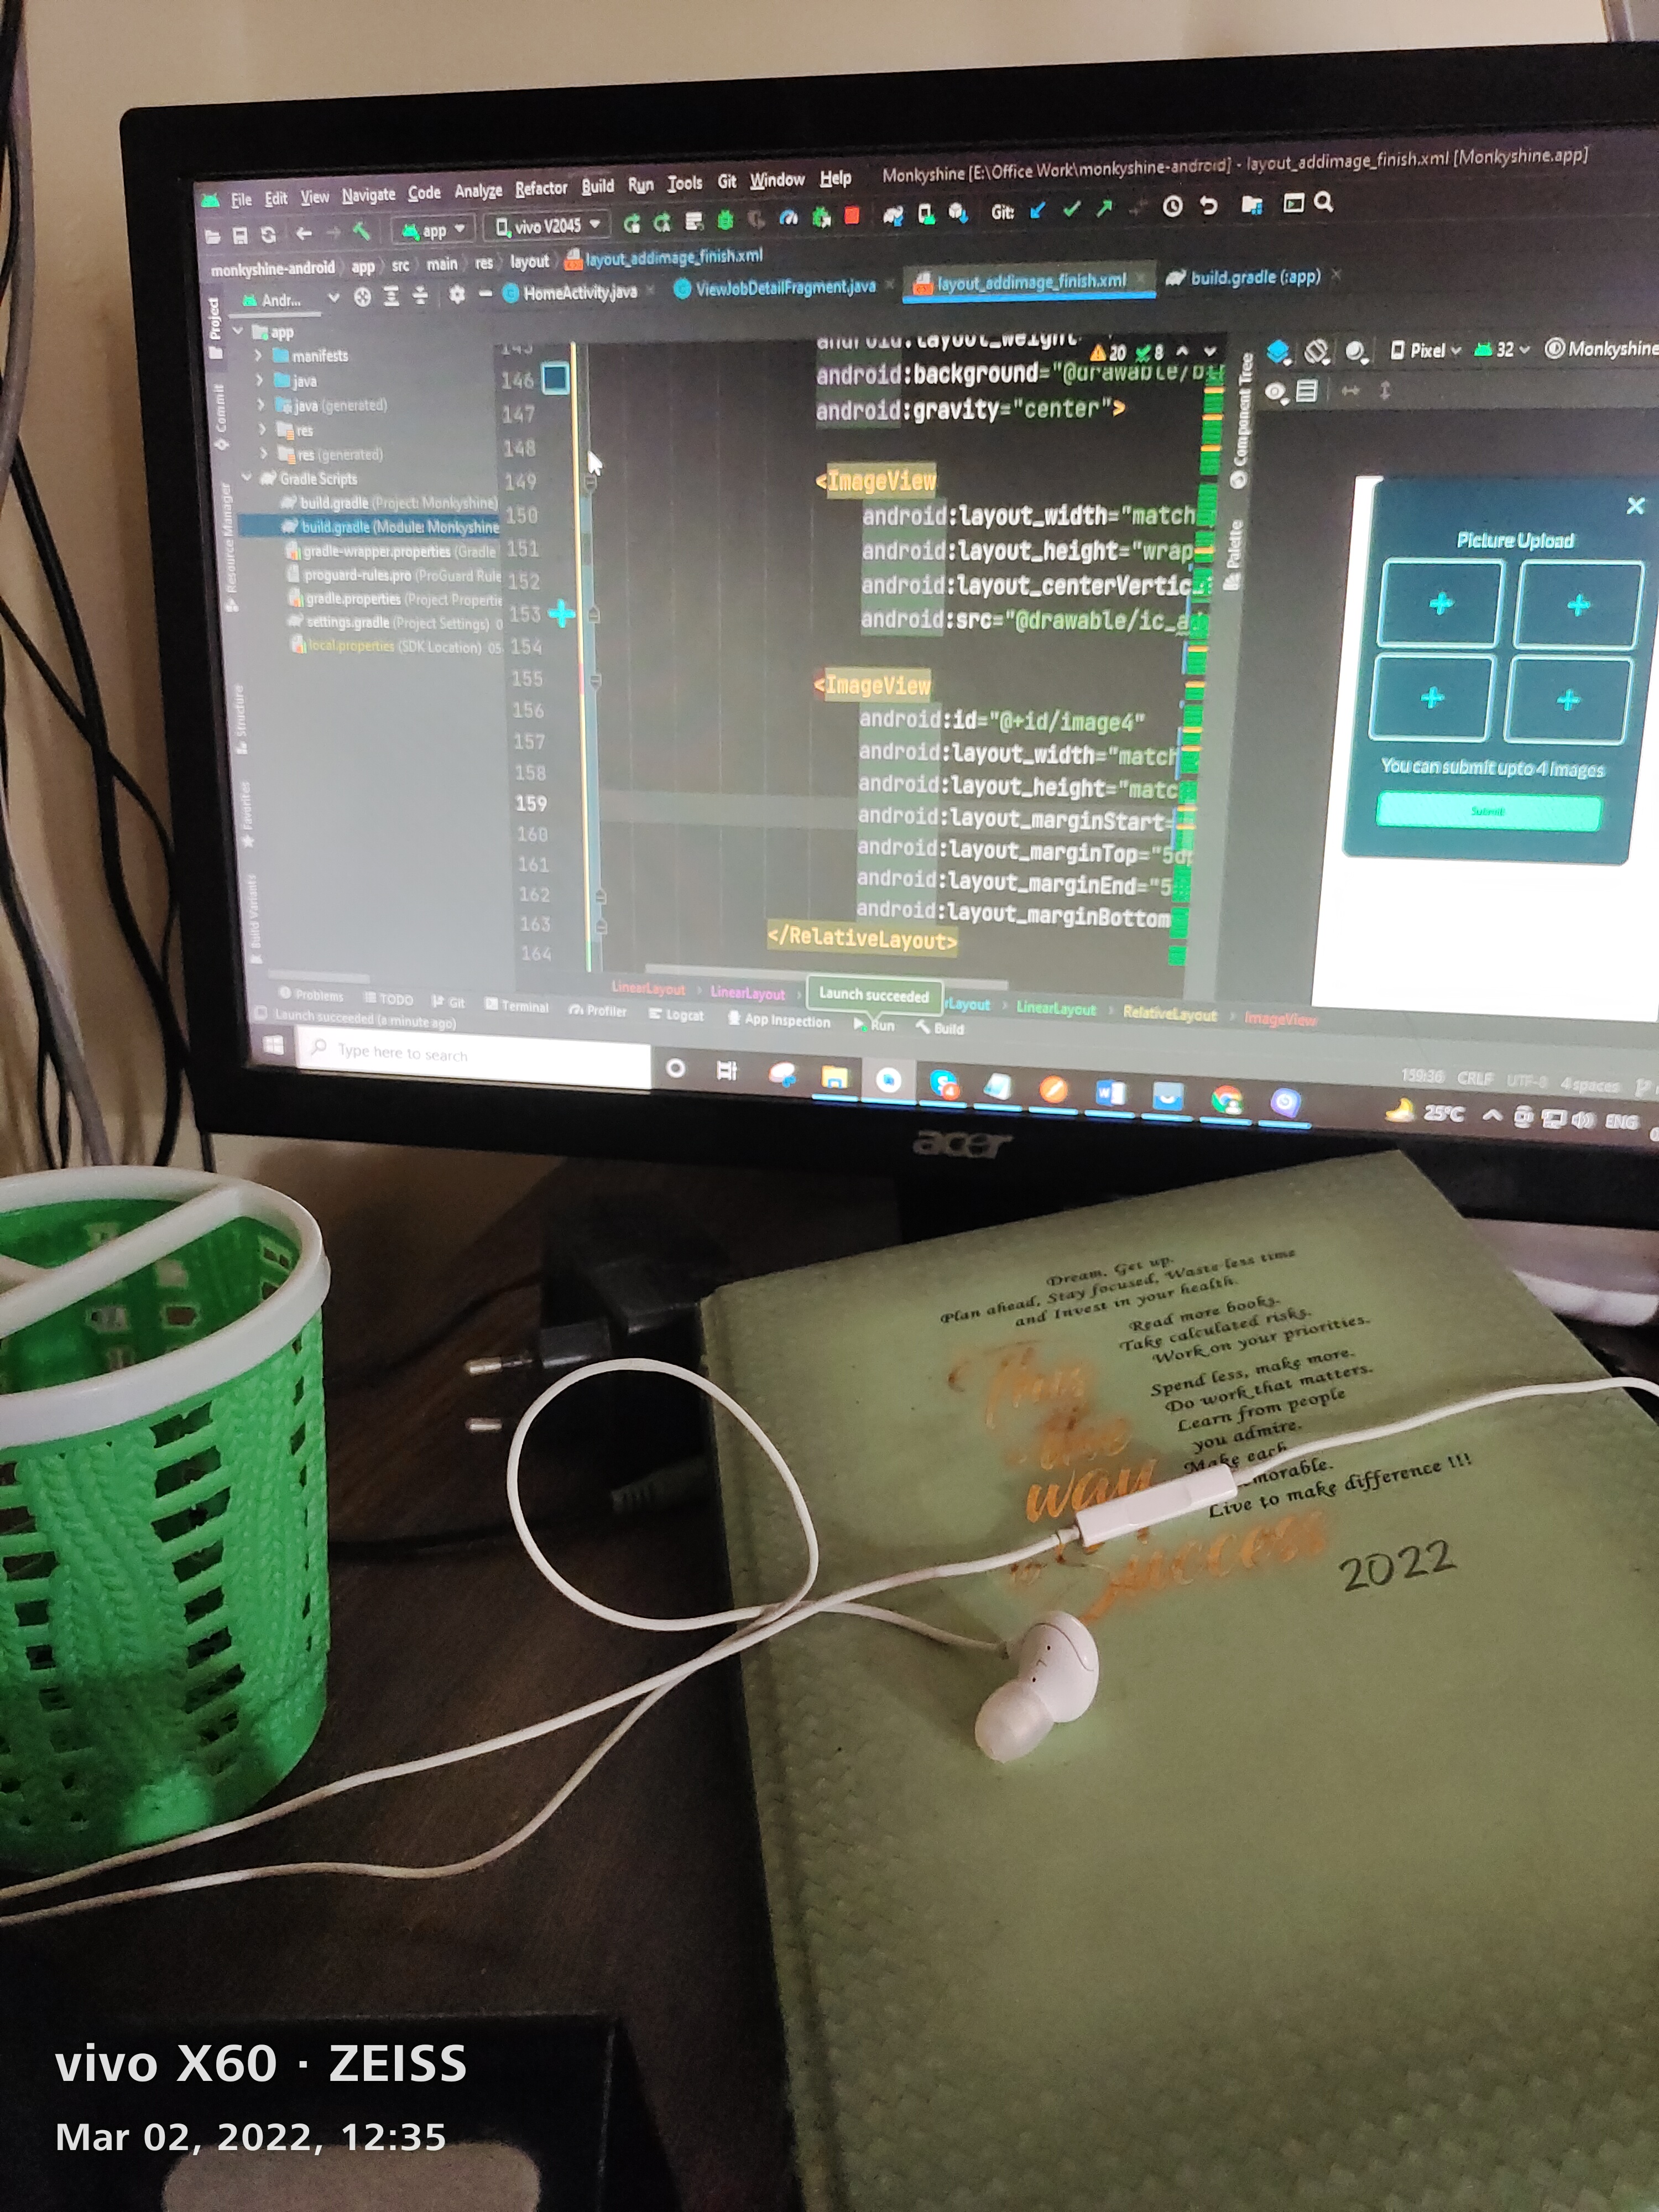 File Edit View Navigate Code Analyze Refactor Build Run Tools Git Window Help Monkyshine [E:\Office Work\monkyshine-android] - layout_addimage_finish.xml [Monkyshine.app]
app vivo V2045 Git:
monkyshine-android app src main res layout layout_addimage_finish.xml
Andr... HomeActivity.java ViewJobDetailFragment.java layout_addimage_finish.xml build.gradle (:app)
Project
Commit
Resource Manager
Structure
Favorites
Build Variants
app
manifests
java
java (generated)
res
res (generated)
Gradle Scripts
build.gradle (Project: Monkyshine)
build.gradle (Module: Monkyshine
gradle-wrapper.properties (Gradle
proguard-rules.pro (ProGuard Rule
gradle.properties (Project Propertie
settings.gradle (Project Settings) 0
local.properties (SDK Location) 05
20 8
145 android:layout_weight
146 android:background="@drawable/
147 android:gravity="center">
148
149 <ImageView
150 android:layout_width="match
151 android:layout_height="wrap
152 android:layout_centerVertic
153 android:src="@drawable/ic_a
154
155 <ImageView
156 android:id="@+id/image4"
157 android:layout_width="match
158 android:layout_height="matc
159 android:layout_marginStart=
160 android:layout_marginTop="5d
161 android:layout_marginEnd="5
162 android:layout_marginBottom
163 </RelativeLayout>
164
Component Tree
Palette
Pixel 32 Monkyshine
Picture Upload
You can submit upto 4 Images
Submit
LinearLayout LinearLayout Launch succeeded rLayout LinearLayout RelativeLayout ImageView
Problems TODO Git Terminal Profiler Logcat App Inspection Run Build
Launch succeeded (a minute ago)
159:36 CRLF UTF-8 4 spaces
Type here to search
25°C ENG
acer
Dream, Get up,
Plan ahead, Stay focused, Waste less time
and Invest in your health.
Read more books.
Take calculated risks.
Work on your priorities.
Spend less, make more.
Do work that matters.
Learn from people
you admire.
Make each
Live to make difference !!!
way
to
Success
2022
vivo X60 · ZEISS
Mar 02, 2022, 12:35